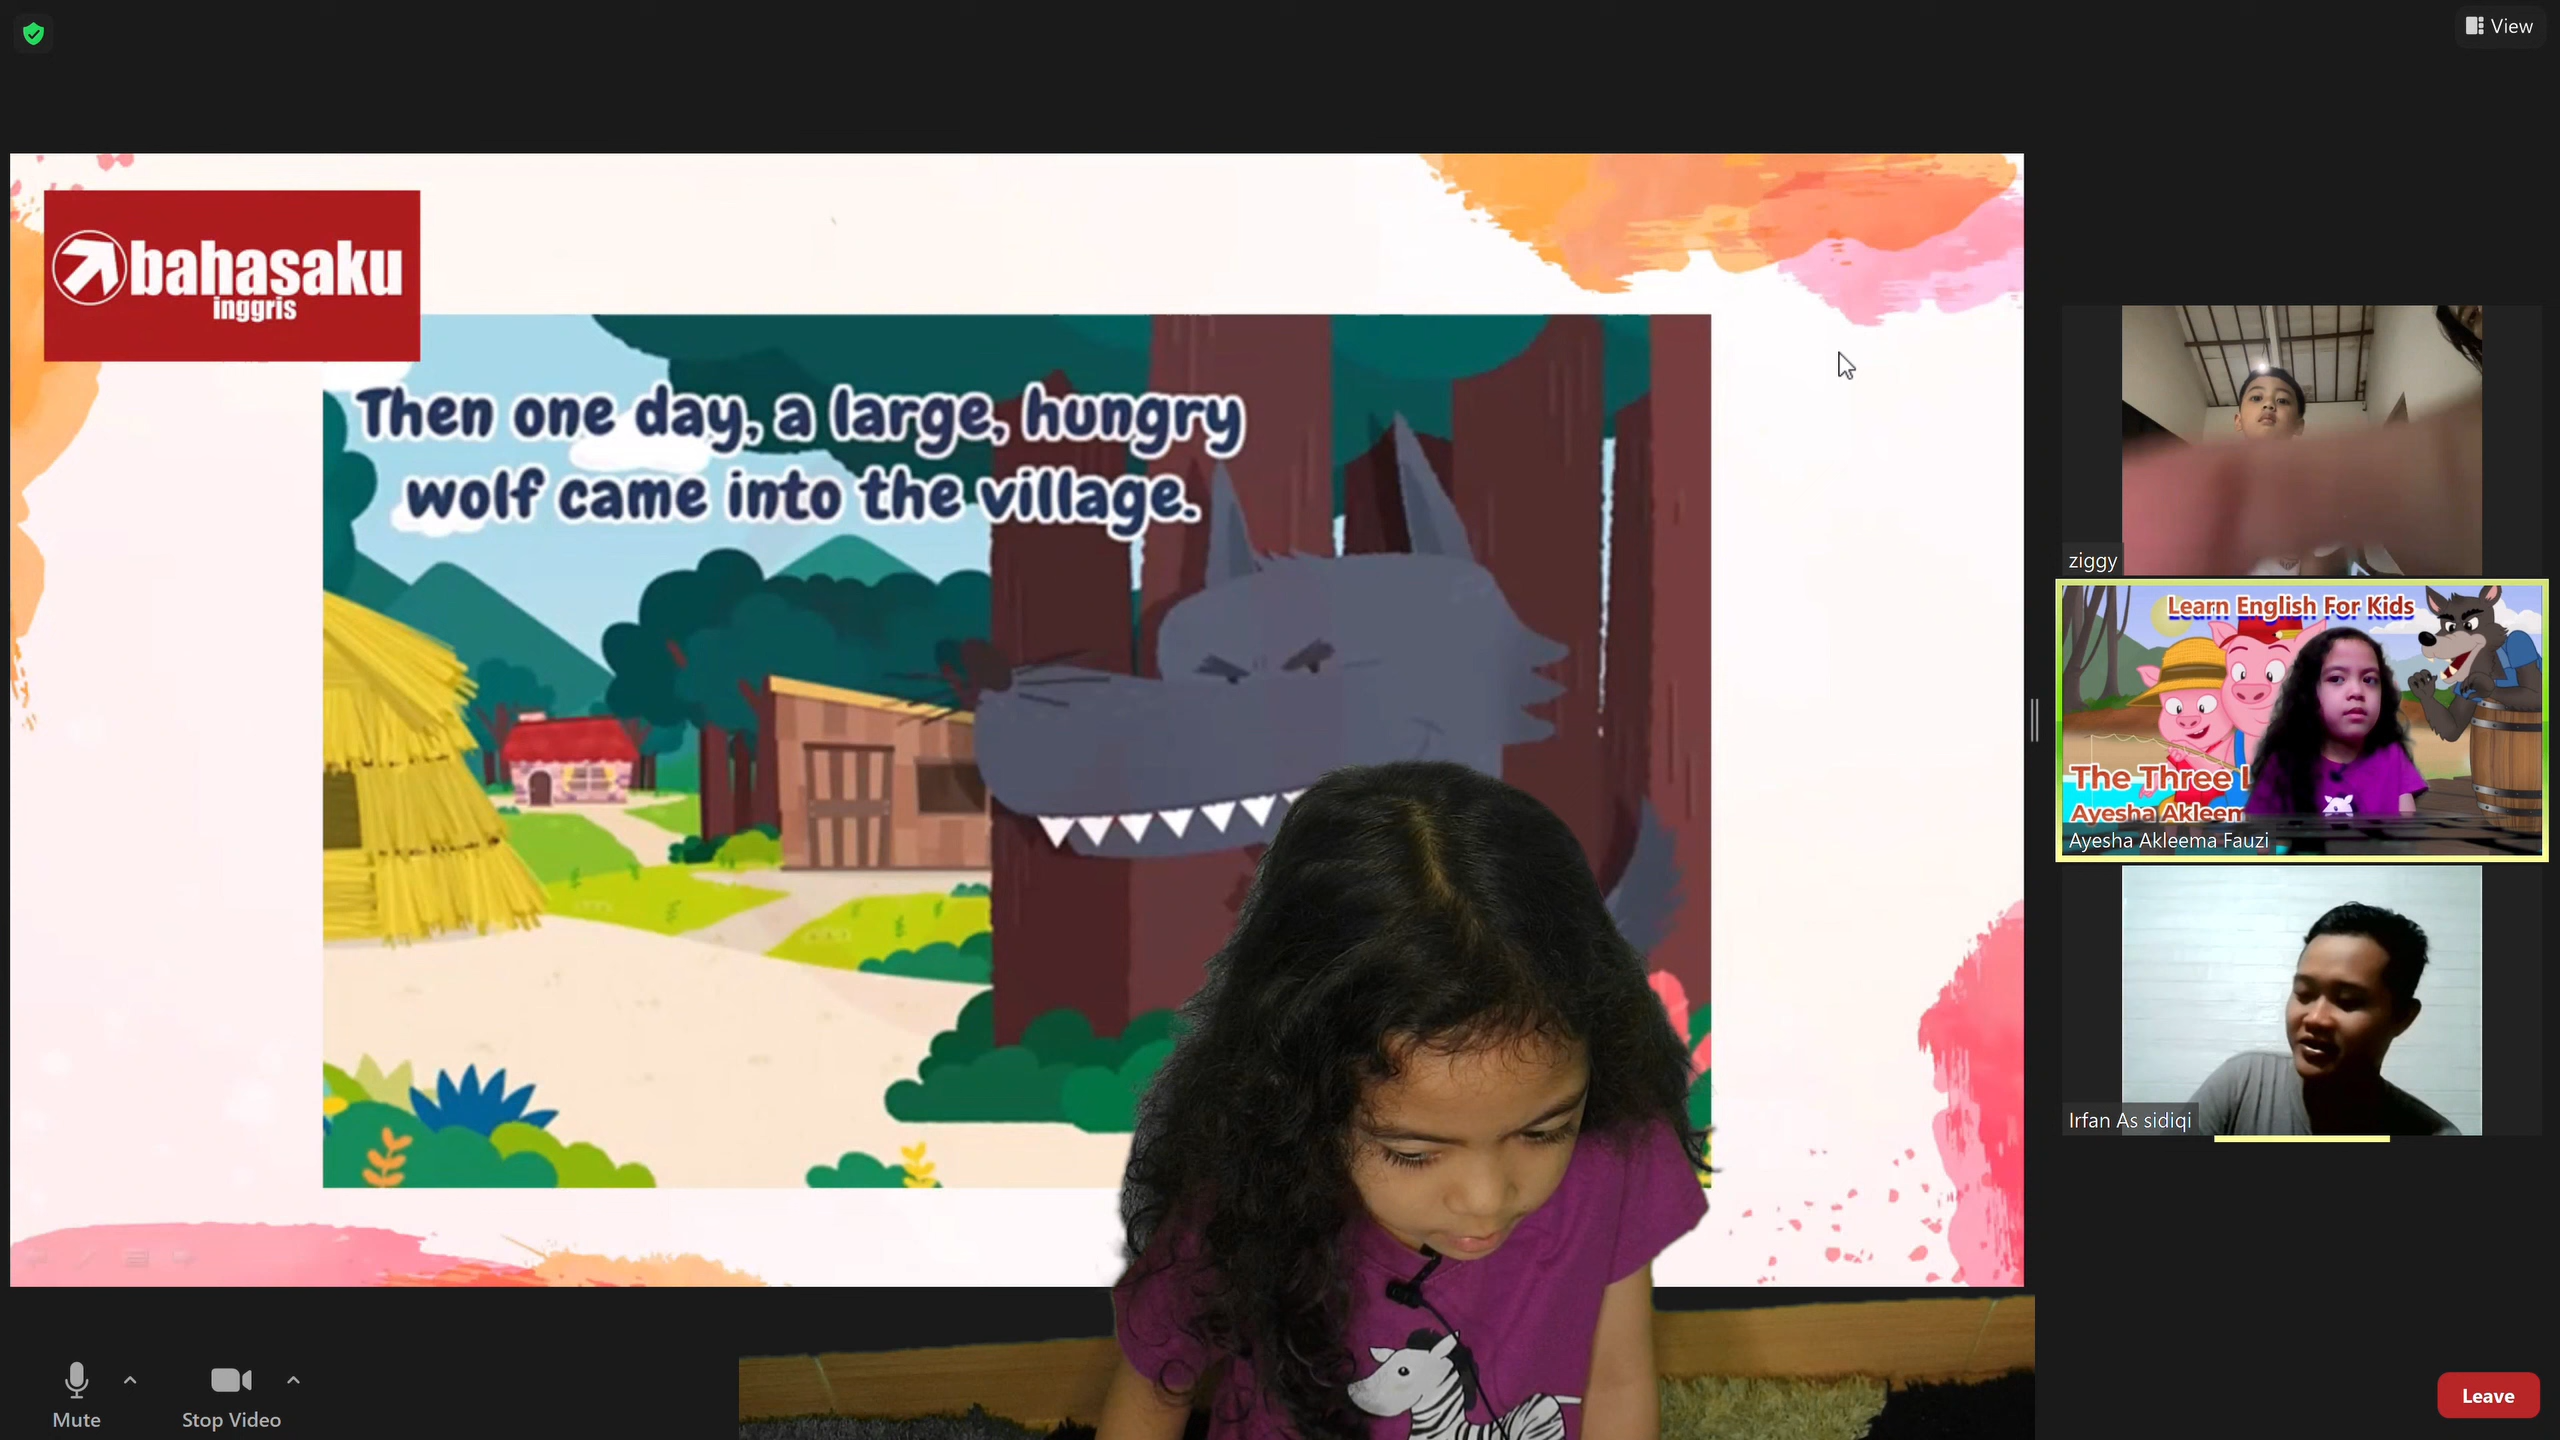 View
bahasaku
inggris
Then one day, a large, hungry
wolf came into the village.
ziggy
Learn English For Kids
The Three
Ayesha Akleem
Ayesha Akleema Fauzi
Irfan As sidiqi
Mute
Stop Video
Leave